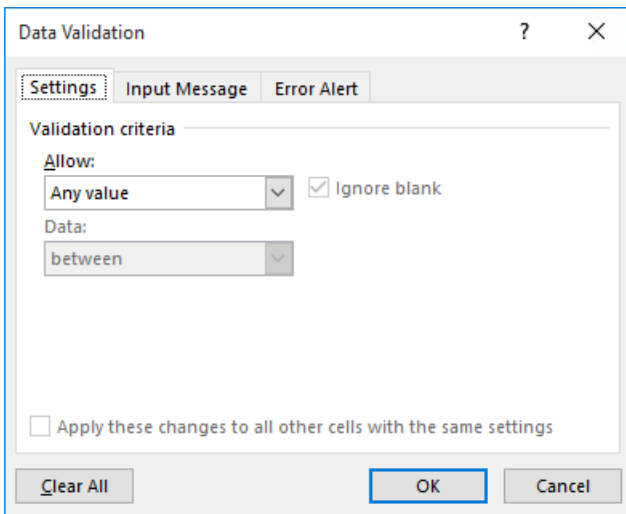 Data Validation ?
Settings Input Message Error Alert
Validation criteria
Allow:
Any value Ignore blank
Data:
between
Apply these changes to all other cells with the same settings
Clear All OK Cancel